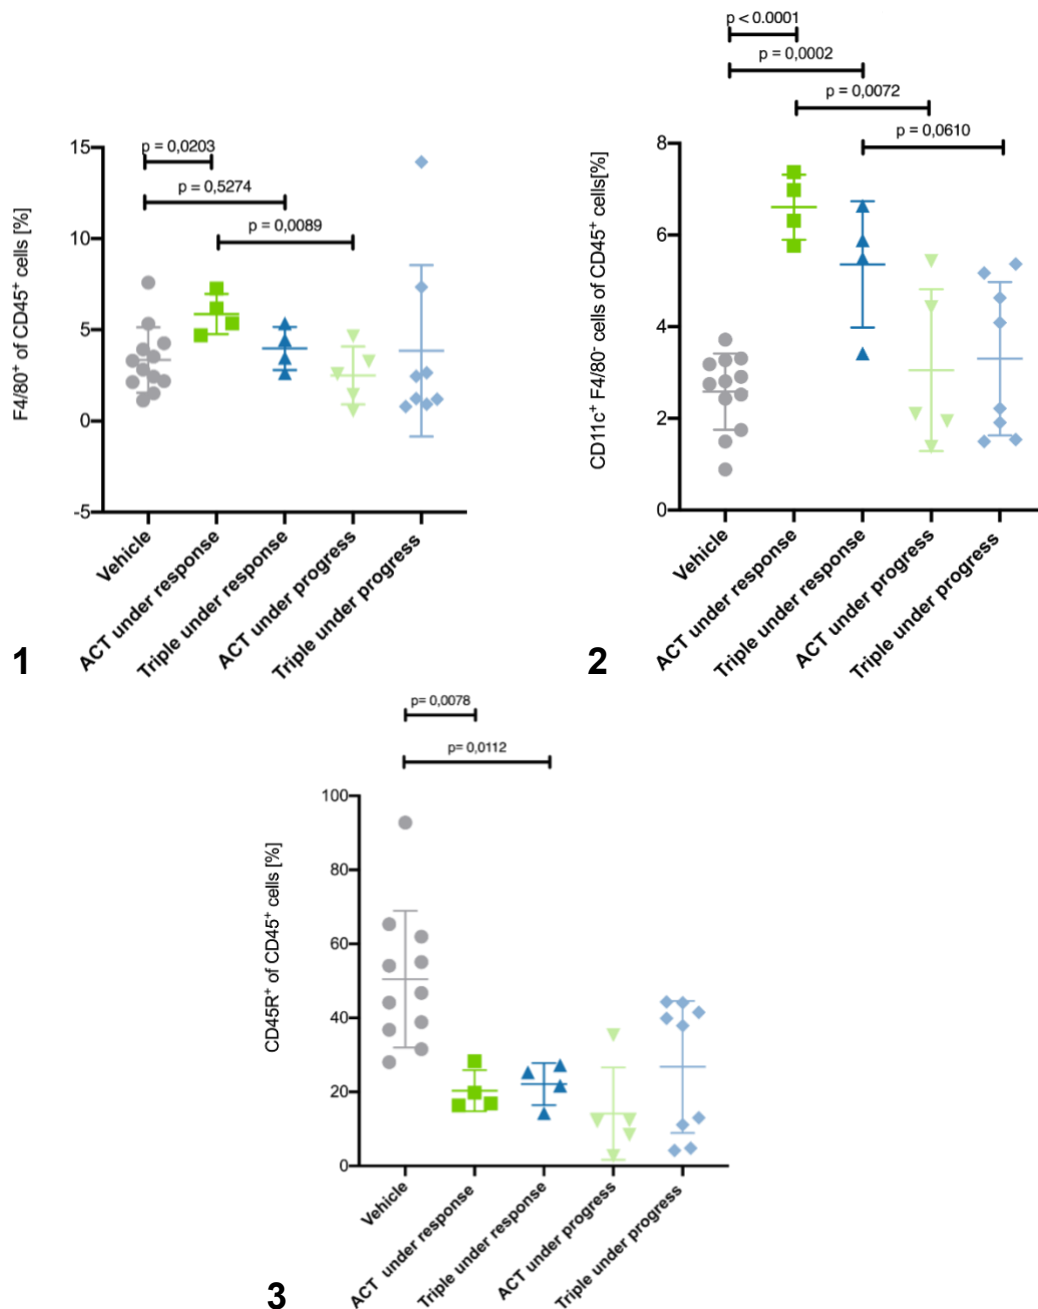 p < 0.0001
p = 0,0002
p = 0,0072
p = 0,0610
p = 0,0203
p = 0,5274
p = 0,0089
F4/80⁺ of CD45⁺ cells [%]
15
10
5
0
-5
Vehicle
ACT under response
Triple under response
ACT under progress
Triple under progress
1
CD11c⁺ F4/80⁻ cells of CD45⁺ cells[%]
8
6
4
2
0
Vehicle
ACT under response
Triple under response
ACT under progress
Triple under progress
2
p= 0,0078
p= 0,0112
CD45R⁺ of CD45⁺ cells [%]
100
80
60
40
20
0
Vehicle
ACT under response
Triple under response
ACT under progress
Triple under progress
3